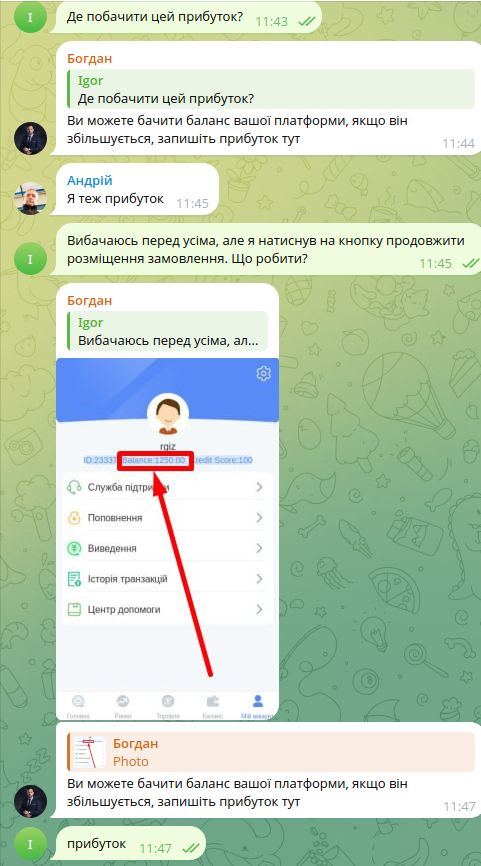 Де побачити цей прибуток?
11:43
І
Богдан
Igor
Де побачити цей прибуток?
Ви можете бачити баланс вашої платформи, якщо він
збільшується, запишіть прибуток тут
11:44
Андрій
Я теж прибуток
11:45
Вибачаюсь перед усіма, але я натиснув на кнопку продовжити
розміщення замовлення. Що робити?
11:45
І
Богдан
Igor
Вибачаюсь перед усіма, ал...
rgiz
ID:23337 Balance:1250.00 Credit Score:100
Служба підтримки
Поповнення
Виведення
Історія транзакцій
Центр допомоги
Головна Ринки Торгівля Баланс Мій аккаунт
Богдан
Photo
Ви можете бачити баланс вашої платформи, якщо він
збільшується, запишіть прибуток тут
11:47
І
прибуток
11:47